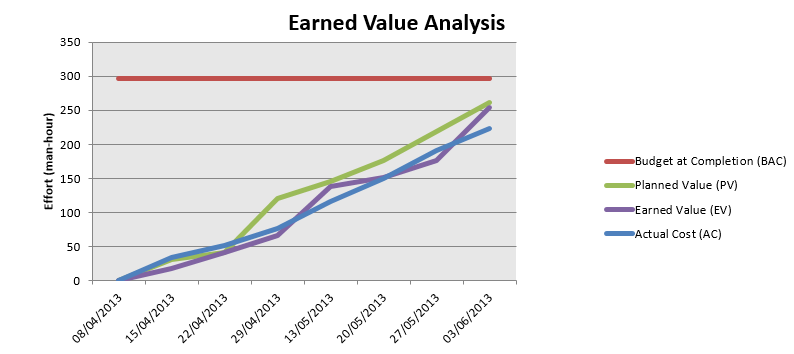 Earned Value Analysis
350
300
250
200
150
100
50
0
Effort (man-hour)
08/04/2013
15/04/2013
22/04/2013
29/04/2013
13/05/2013
20/05/2013
27/05/2013
03/06/2013
Budget at Completion (BAC)
Planned Value (PV)
Earned Value (EV)
Actual Cost (AC)